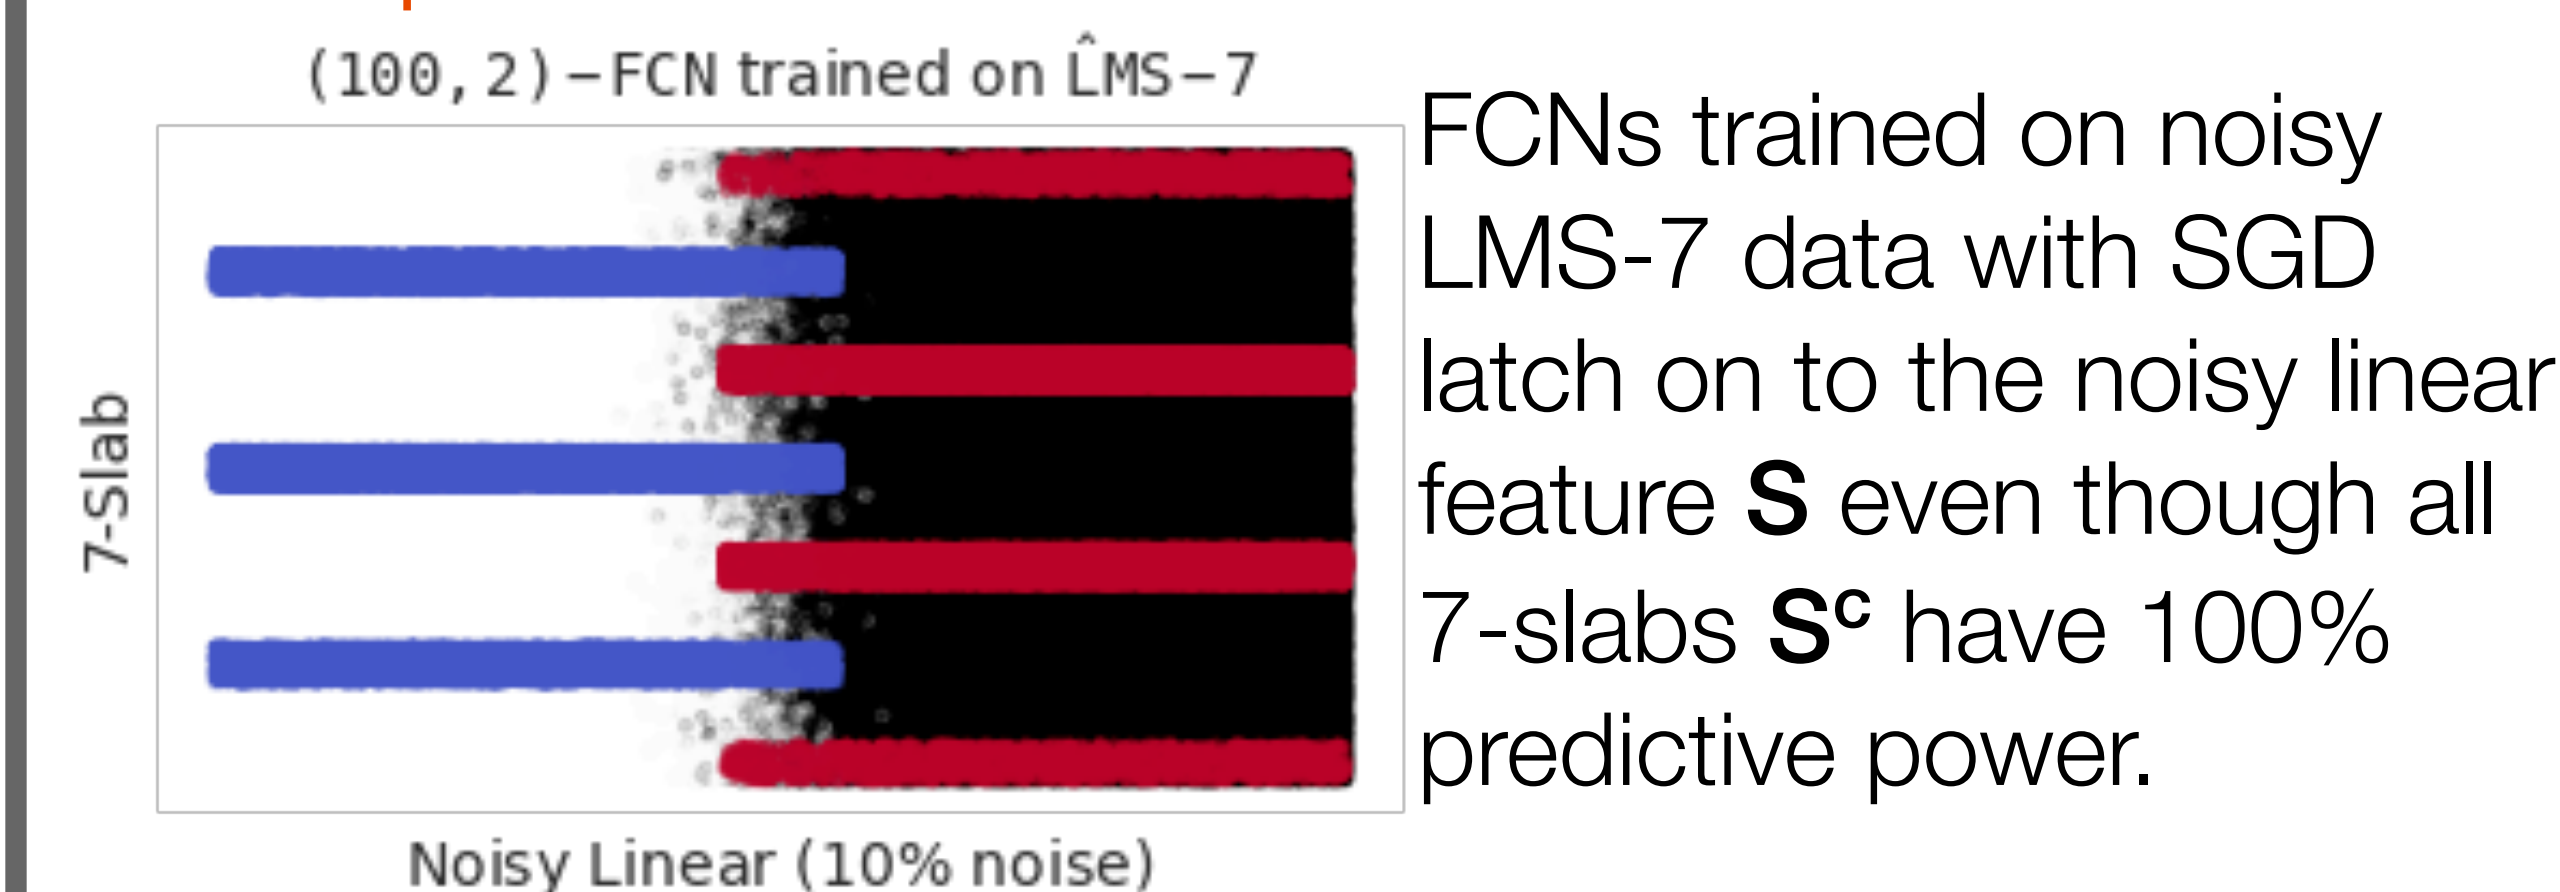 (100,2)−FCN trained on L̂MS−7
7-Slab
Noisy Linear (10% noise)
FCNs trained on noisy
LMS-7 data with SGD
latch on to the noisy linear
feature S even though all
7-slabs Sᶜ have 100%
predictive power.